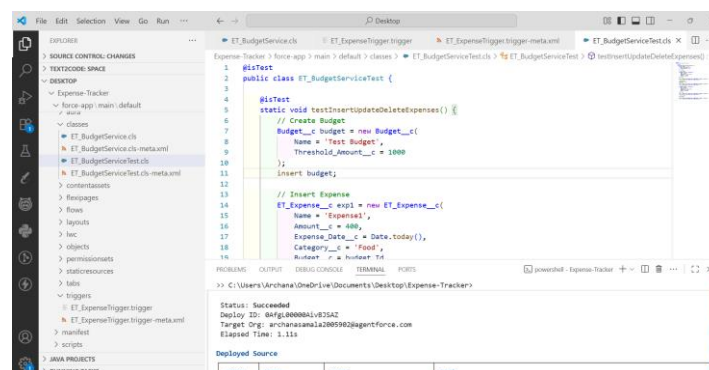 File Edit Selection View Go Run ···
Desktop
EXPLORER ···
> SOURCE CONTROL: CHANGES
> TEXT2CODE: SPACE
DESKTOP
Expense-Tracker
force-app \ main \ default
> aura
classes
ET_BudgetService.cls
ET_BudgetService.cls-meta.xml
ET_BudgetServiceTest.cls
ET_BudgetServiceTest.cls-meta.xml
> contentassets
> flexipages
> flows
> layouts
> lwc
> objects
> permissionsets
> staticresources
> tabs
triggers
ET_ExpenseTrigger.trigger
ET_ExpenseTrigger.trigger-meta.xml
> manifest
> scripts
> JAVA PROJECTS
ET_BudgetService.cls ET_ExpenseTrigger.trigger ET_ExpenseTrigger.trigger-meta.xml ET_BudgetServiceTest.cls ×
Expense-Tracker > force-app > main > default > classes > ET_BudgetServiceTest.cls > ET_BudgetServiceTest > testInsertUpdateDeleteExpenses()
1 @isTest
2 public class ET_BudgetServiceTest {
3
4 @isTest
5 static void testInsertUpdateDeleteExpenses() {
6 // Create Budget
7 Budget__c budget = new Budget__c(
8 Name = 'Test Budget',
9 Threshold_Amount__c = 1000
10 );
11 insert budget;
12
13 // Insert Expense
14 ET_Expense__c exp1 = new ET_Expense__c(
15 Name = 'Expense1',
16 Amount__c = 400,
17 Expense_Date__c = Date.today(),
18 Category__c = 'Food',
19 Budget__c = budget.Id
PROBLEMS OUTPUT DEBUG CONSOLE TERMINAL PORTS
powershell - Expense-Tracker
>> C:\Users\Archana\OneDrive\Documents\Desktop\Expense-Tracker>
Status: Succeeded
Target Org: archanasamala2005902@agentforce.com
Elapsed Time: 1.11s
Deployed Source